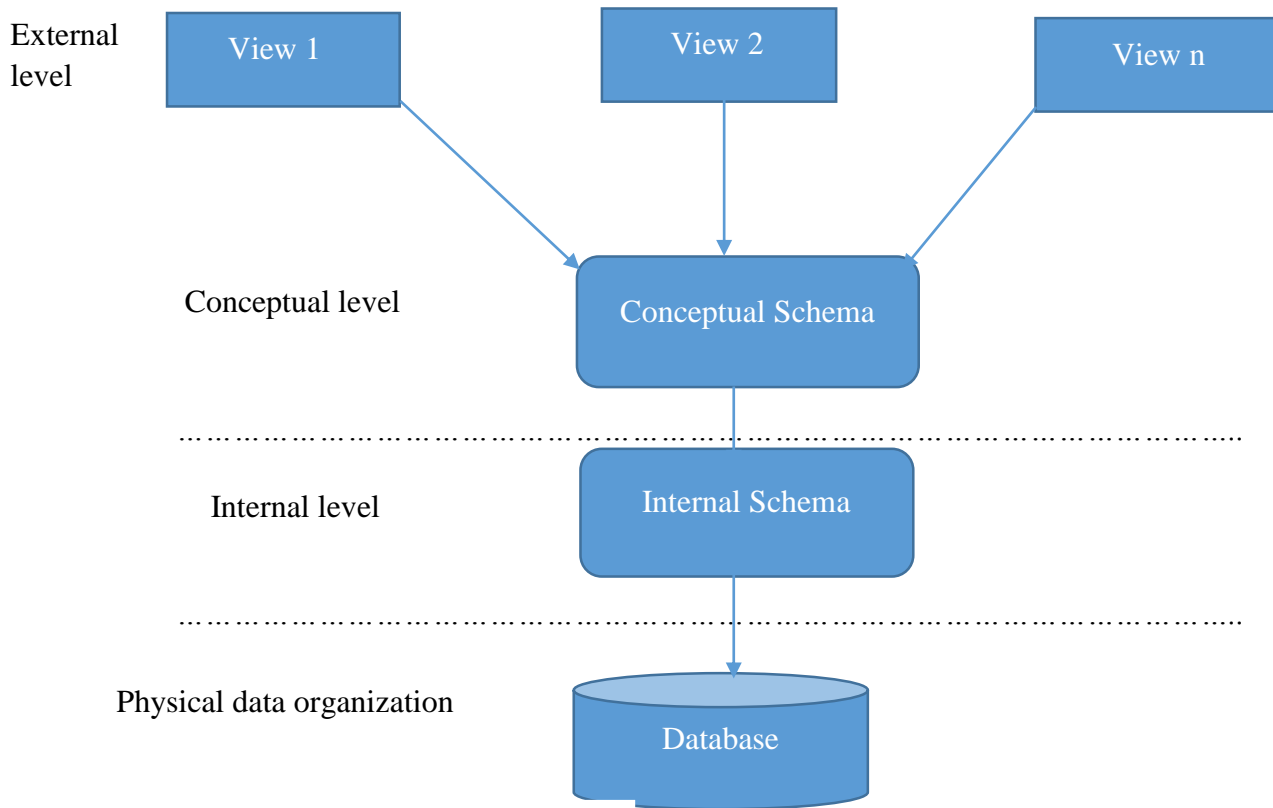 External
level
View 1
View 2
View n
Conceptual level
Conceptual Schema
………………………………………………………………………………………………………..
Internal level
Internal Schema
………………………………………………………………………………………………………..
Physical data organization
Database